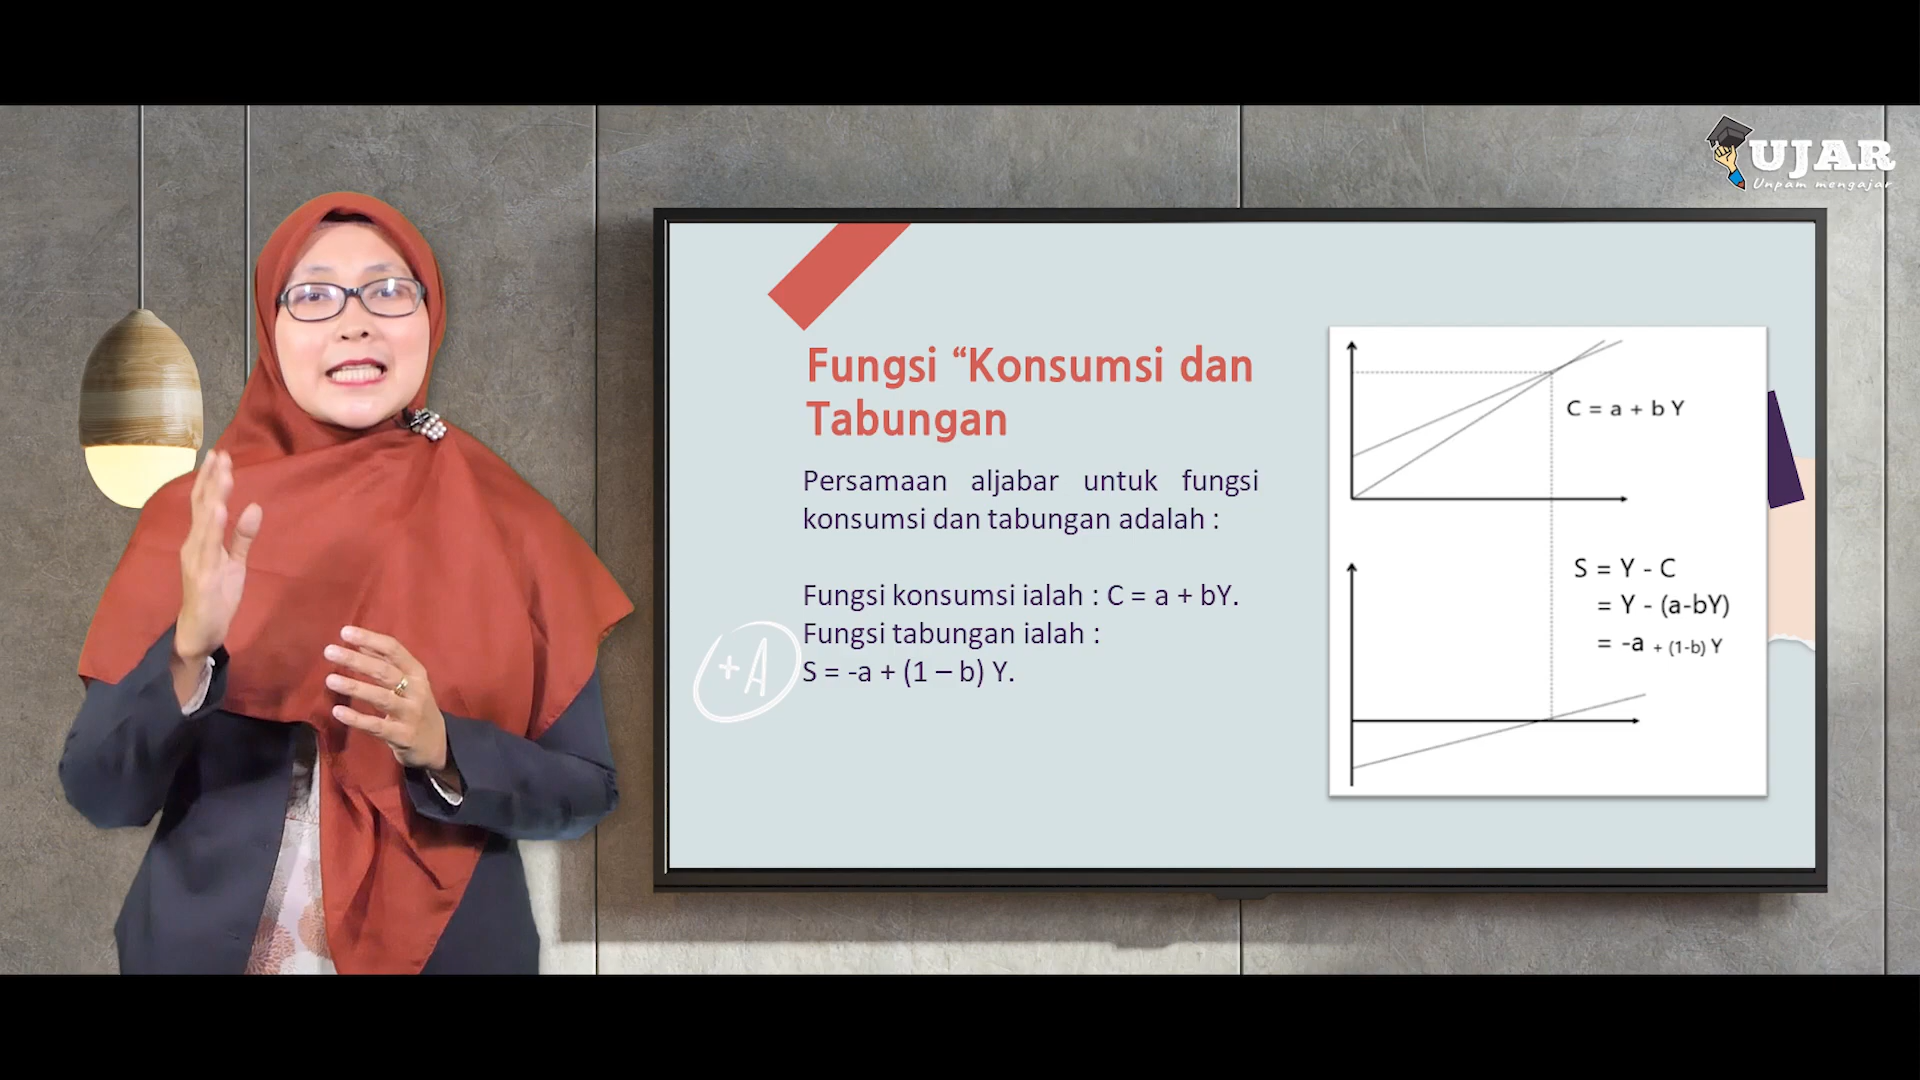 UJAR
Unpam mengajar
Fungsi “Konsumsi dan
Tabungan
Persamaan aljabar untuk fungsi
konsumsi dan tabungan adalah :
Fungsi konsumsi ialah : C = a + bY.
Fungsi tabungan ialah :
S = -a + (1 – b) Y.
+A
C = a + b Y
S = Y - C
= Y - (a-bY)
= -a + (1-b) Y